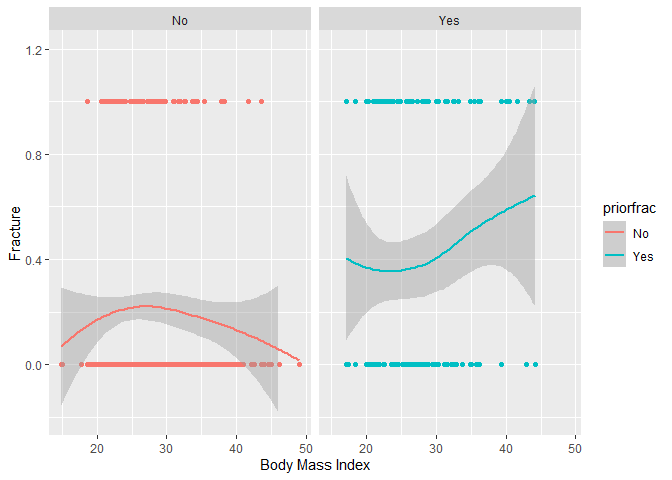 No Yes
1.2
0.8
0.4
0.0
Fracture
20 30 40 50 20 30 40 50
Body Mass Index
priorfrac
No
Yes